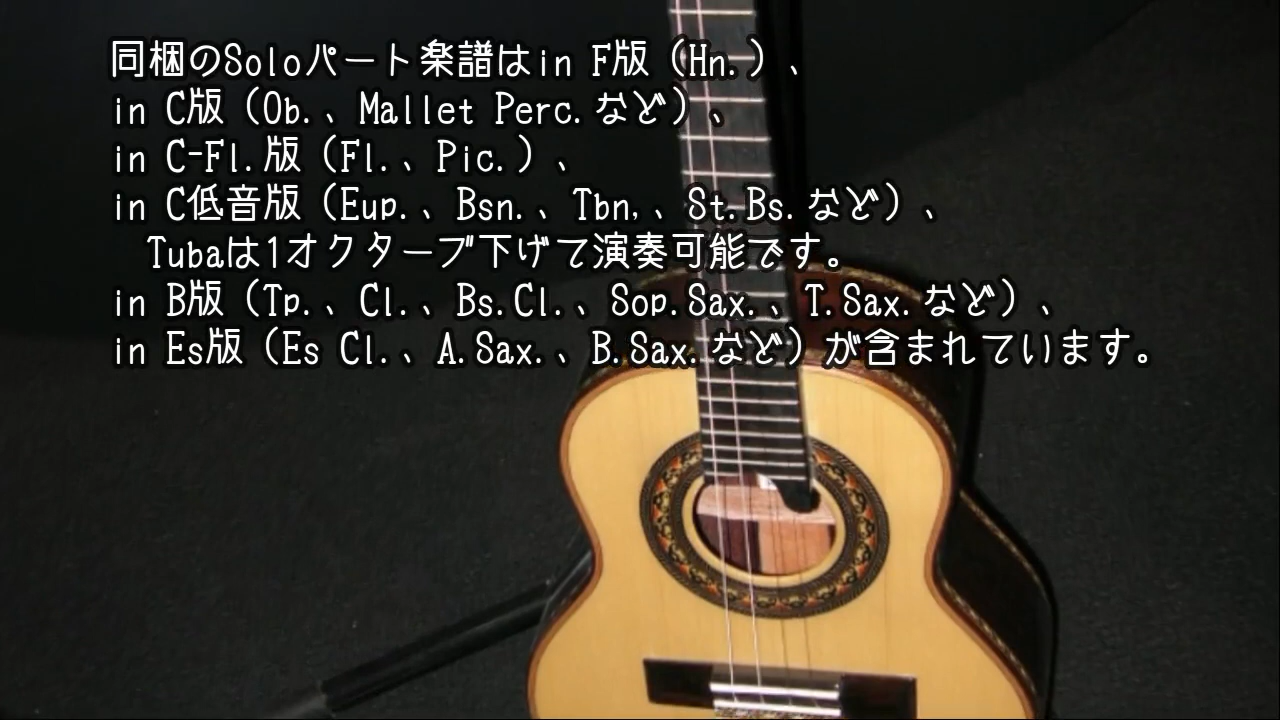 同梱のSoloパート楽譜はin F版（Hn.）、
in C版（Ob.、Mallet Perc.など）、
in C-Fl.版（Fl.、Pic.）、
in C低音版（Eup.、Bsn.、Tbn,、St.Bs.など）、
　Tubaは1オクターブ下げて演奏可能です。
in B版（Tp.、Cl.、Bs.Cl.、Sop.Sax.、T.Sax.など）、
in Es版（Es Cl.、A.Sax.、B.Sax.など）が含まれています。